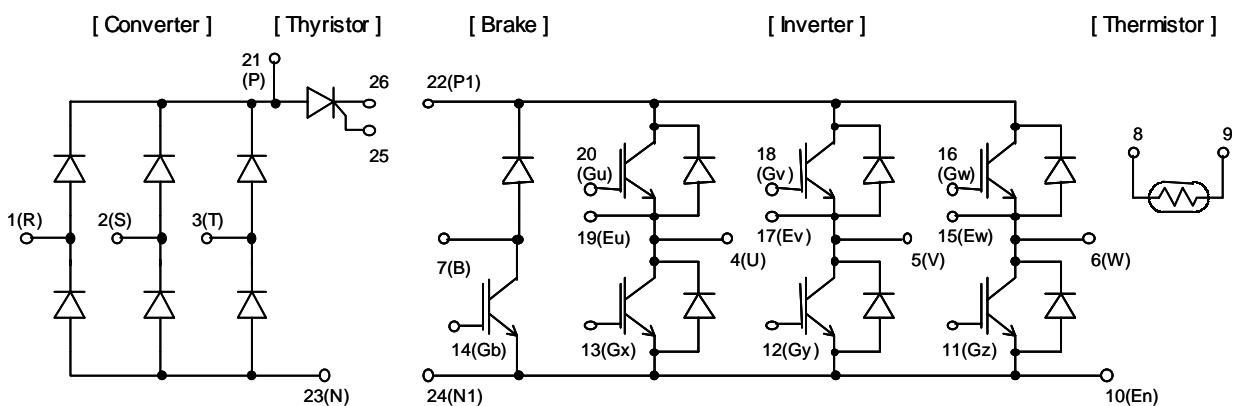 [ Converter ] [ Thyristor ] [ Brake ] [ Inverter ] [ Thermistor ]
21
(P)
26
25
22(P1)
20
(Gu)
18
(Gv)
16
(Gw)
8
9
1(R)
2(S)
3(T)
19(Eu)
17(Ev)
15(Ew)
7(B)
4(U)
5(V)
6(W)
14(Gb)
13(Gx)
12(Gy)
11(Gz)
23(N)
24(N1)
10(En)